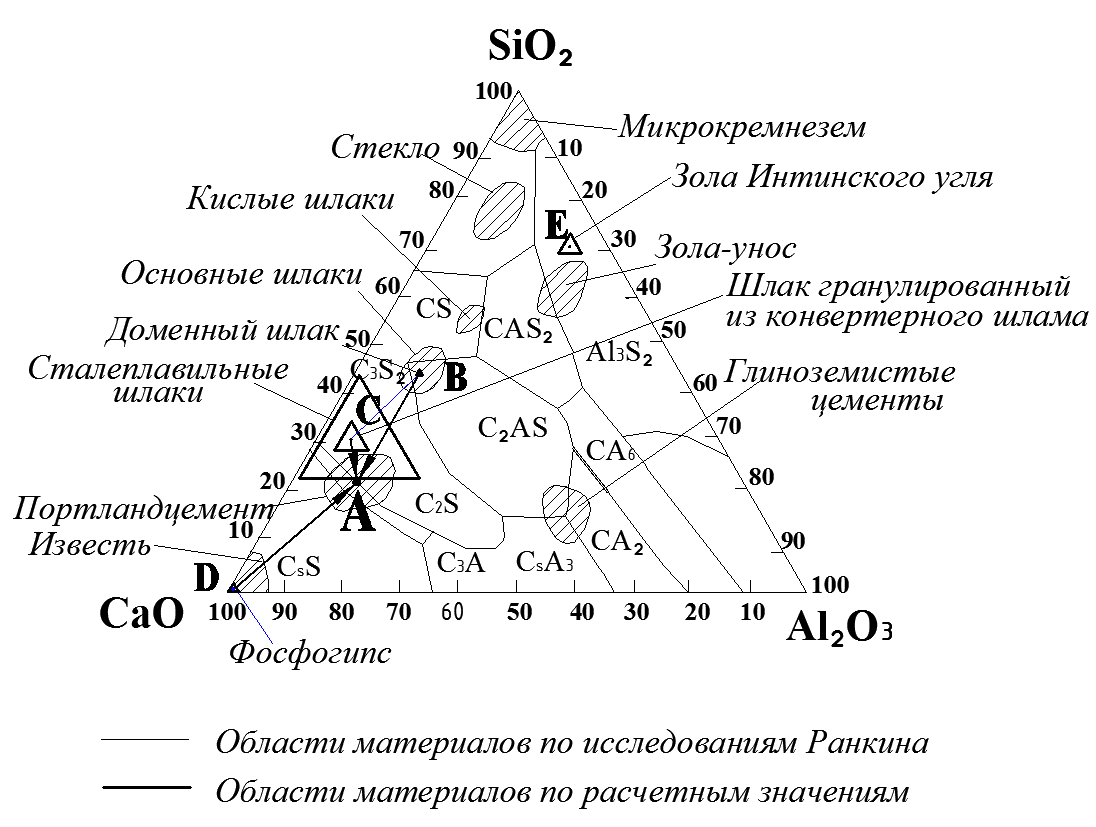 SiO₂
100
Микрокремнезем
Стекло
90
10
Зола Интинского угля
Кислые шлаки
80
20
E
70
30
Зола-унос
Основные шлаки
60
40
Шлак гранулированный
из конвертерного шлама
CS
CAS₂
Доменный шлак
50
50
Al₃S₂
Сталеплавильные
шлаки
C₃S₂
B
40
60
Глиноземистые
цементы
C
30
70
C₂AS
CA₆
20
80
Портландцемент
A
C₂S
10
90
Известь
CₛS
C₃A
CₛA₃
CA₂
D
100
CaO
100 90 80 70 60 50 40 30 20 10
Al₂O₃
Фосфогипс
Области материалов по исследованиям Ранкина
Области материалов по расчетным значениям